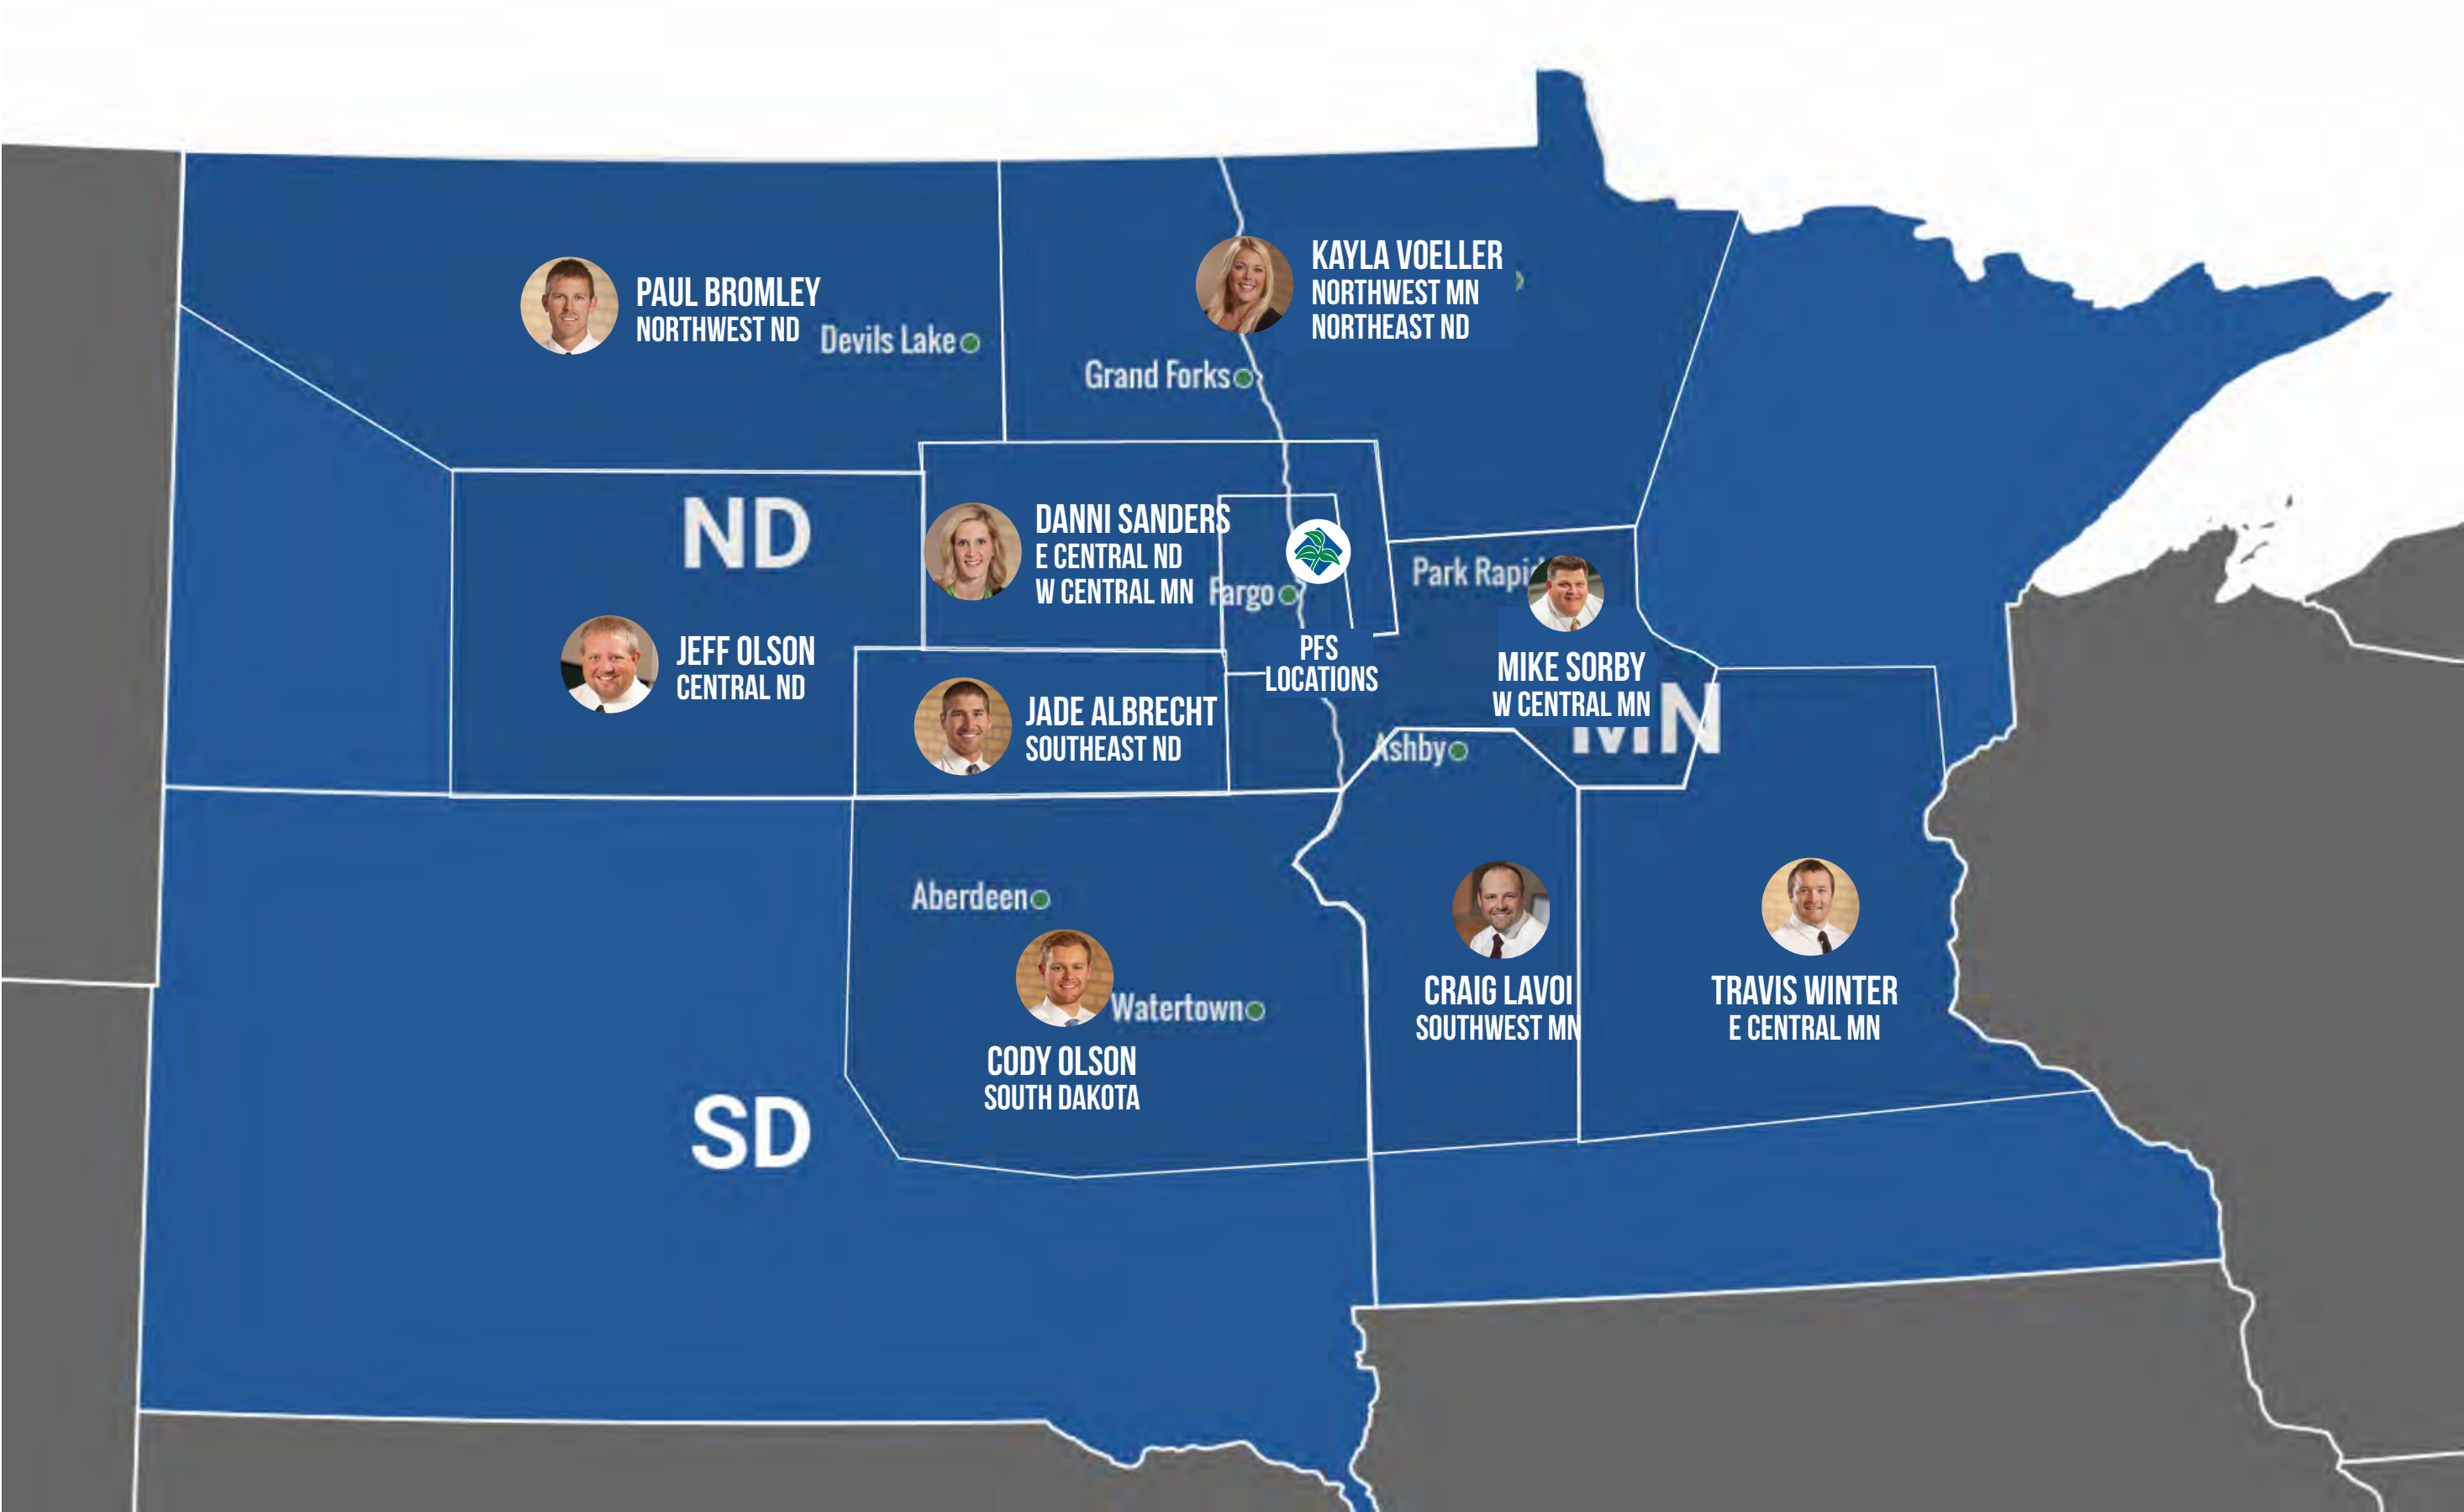 PAUL BROMLEY
NORTHWEST ND
Devils Lake
KAYLA VOELLER
NORTHWEST MN
NORTHEAST ND
Grand Forks
ND
DANNI SANDERS
E CENTRAL ND
W CENTRAL MN
Fargo
Park Rapi
JEFF OLSON
CENTRAL ND
PFS
LOCATIONS
MIKE SORBY
W CENTRAL MN
MN
JADE ALBRECHT
SOUTHEAST ND
Ashby
Aberdeen
Watertown
CODY OLSON
SOUTH DAKOTA
CRAIG LAVOI
SOUTHWEST MN
TRAVIS WINTER
E CENTRAL MN
SD